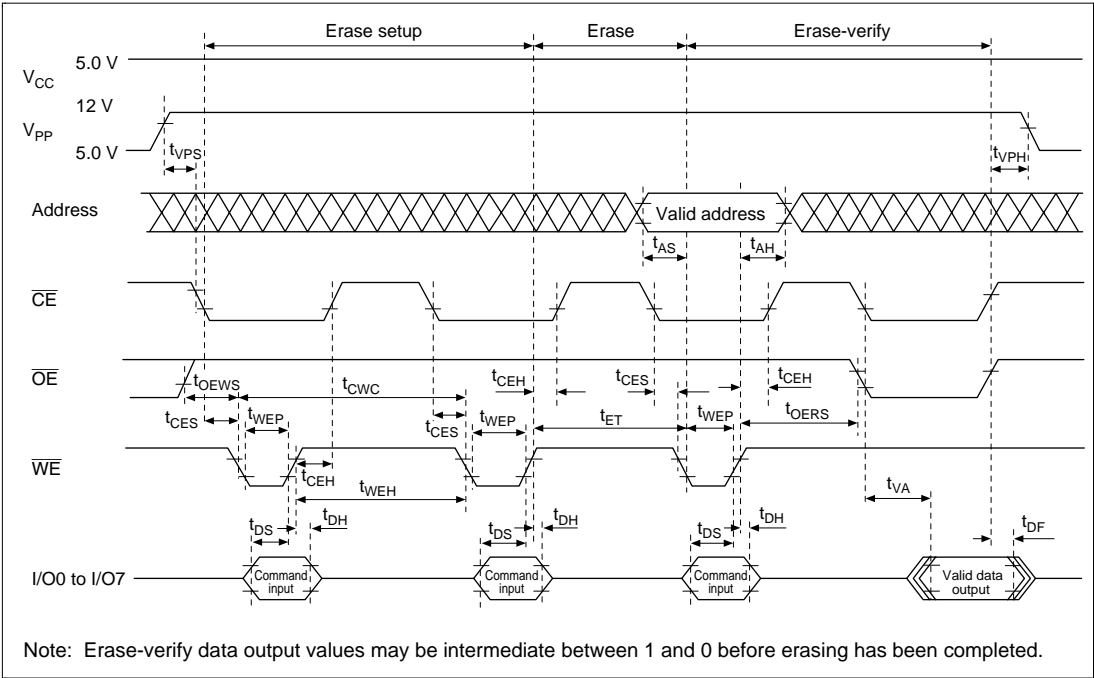 Erase setup Erase Erase-verify
5.0 V
VCC
12 V
VPP
5.0 V
tVPS tVPH
Address Valid address
tAS tAH
CE
OE
tOEWS tCWC tCEH tCES tCEH
tCES tWEP tCES tWEP tET tWEP tOERS
WE
tCEH tWEH tVA
tDS tDH tDS tDH tDS tDH tDF
I/O0 to I/O7 Command input Command input Command input Valid data output
Note: Erase-verify data output values may be intermediate between 1 and 0 before erasing has been completed.